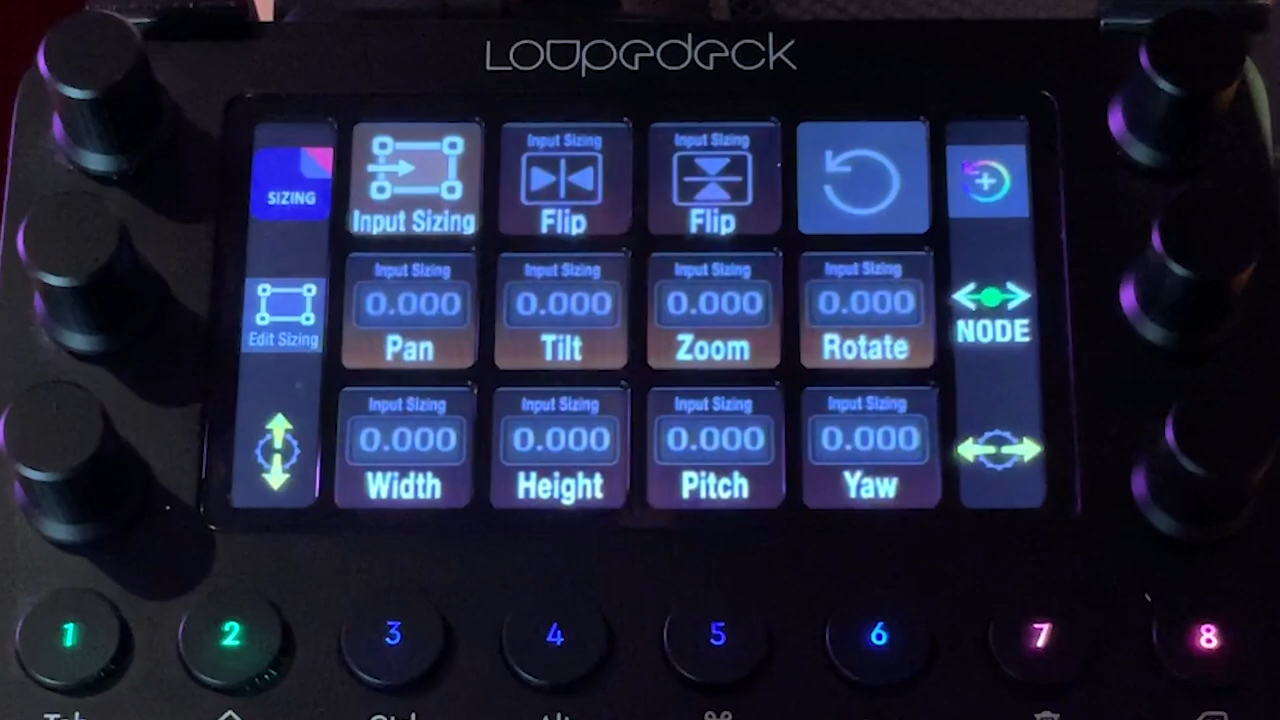 LOUPEDECK
SIZING
Input Sizing
Input Sizing
Flip
Input Sizing
Flip
Edit Sizing
Input Sizing
0.000
Pan
Input Sizing
0.000
Tilt
Input Sizing
0.000
Zoom
Input Sizing
0.000
Rotate
NODE
Input Sizing
0.000
Width
Input Sizing
0.000
Height
Input Sizing
0.000
Pitch
Input Sizing
0.000
Yaw
1 2 3 4 5 6 7 8